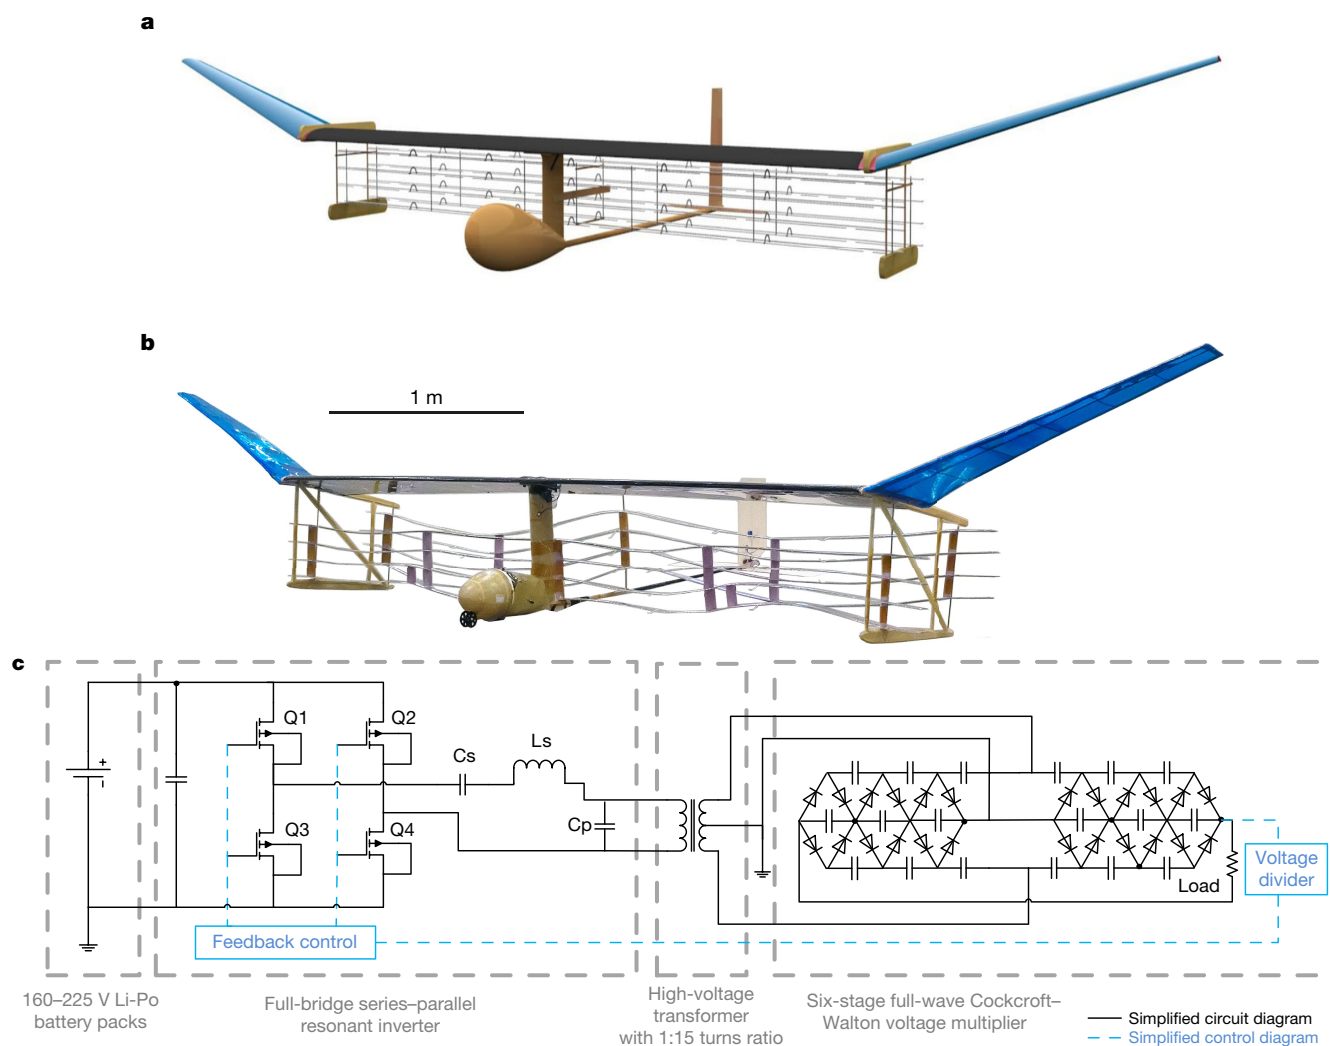 a
b
1 m
c
Q1
Q2
Cs
Ls
+
Q3
Q4
Cp
Load
Voltage
divider
Feedback control
160–225 V Li-Po
battery packs
Full-bridge series–parallel
resonant inverter
High-voltage
transformer
with 1:15 turns ratio
Six-stage full-wave Cockcroft–
Walton voltage multiplier
Simplified circuit diagram
Simplified control diagram